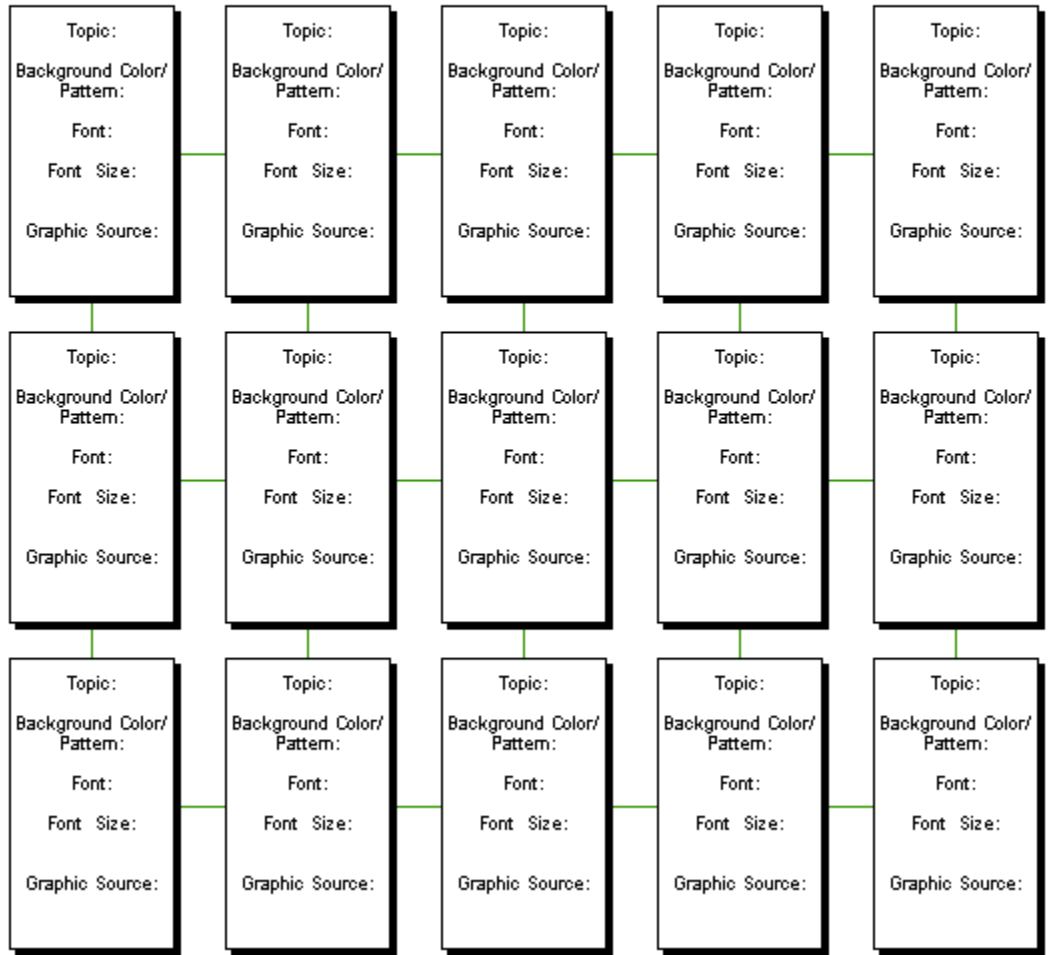 Topic: Topic: Topic: Topic: Topic:
Background Color/ Background Color/ Background Color/ Background Color/ Background Color/
Pattern: Pattern: Pattern: Pattern: Pattern:
Font: Font: Font: Font: Font:
Font Size: Font Size: Font Size: Font Size: Font Size:
Graphic Source: Graphic Source: Graphic Source: Graphic Source: Graphic Source:
Topic: Topic: Topic: Topic: Topic:
Background Color/ Background Color/ Background Color/ Background Color/ Background Color/
Pattern: Pattern: Pattern: Pattern: Pattern:
Font: Font: Font: Font: Font:
Font Size: Font Size: Font Size: Font Size: Font Size:
Graphic Source: Graphic Source: Graphic Source: Graphic Source: Graphic Source:
Topic: Topic: Topic: Topic: Topic:
Background Color/ Background Color/ Background Color/ Background Color/ Background Color/
Pattern: Pattern: Pattern: Pattern: Pattern:
Font: Font: Font: Font: Font:
Font Size: Font Size: Font Size: Font Size: Font Size:
Graphic Source: Graphic Source: Graphic Source: Graphic Source: Graphic Source: